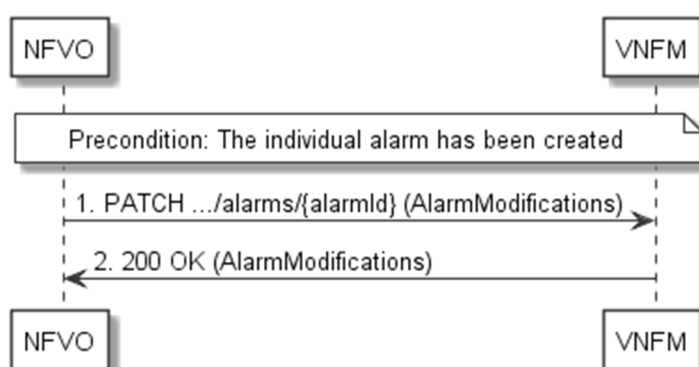 NFVO VNFM
Precondition: The individual alarm has been created
1. PATCH .../alarms/{alarmId} (AlarmModifications)
2. 200 OK (AlarmModifications)
NFVO VNFM